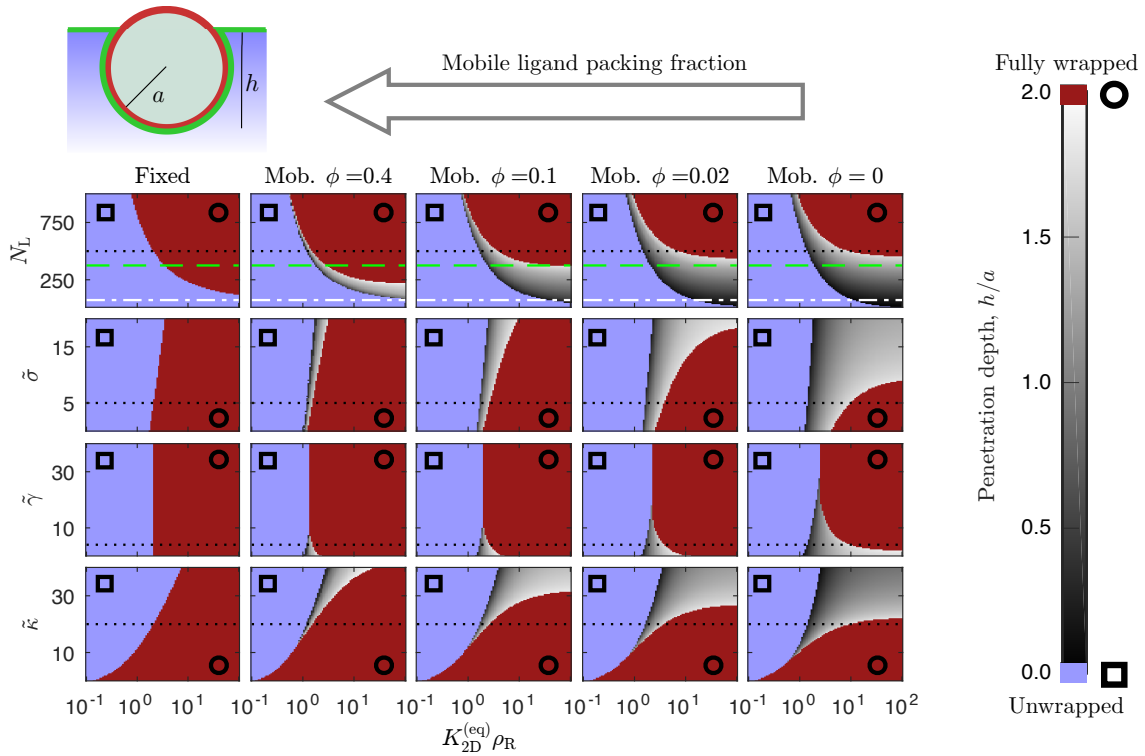 a
h
Mobile ligand packing fraction
Fully wrapped
2.0
1.5
1.0
0.5
0.0
Unwrapped
Penetration depth, h/a
Fixed
Mob. ϕ =0.4
Mob. ϕ =0.1
Mob. ϕ =0.02
Mob. ϕ = 0
N_L
750
250
σ̃
15
5
γ̃
40
10
κ̃
30
10
10^-1 10^0 10^1
10^-1 10^0 10^1
10^-1 10^0 10^1
10^-1 10^0 10^1
10^-1 10^0 10^1 10^2
K_2D^(eq) ρ_R